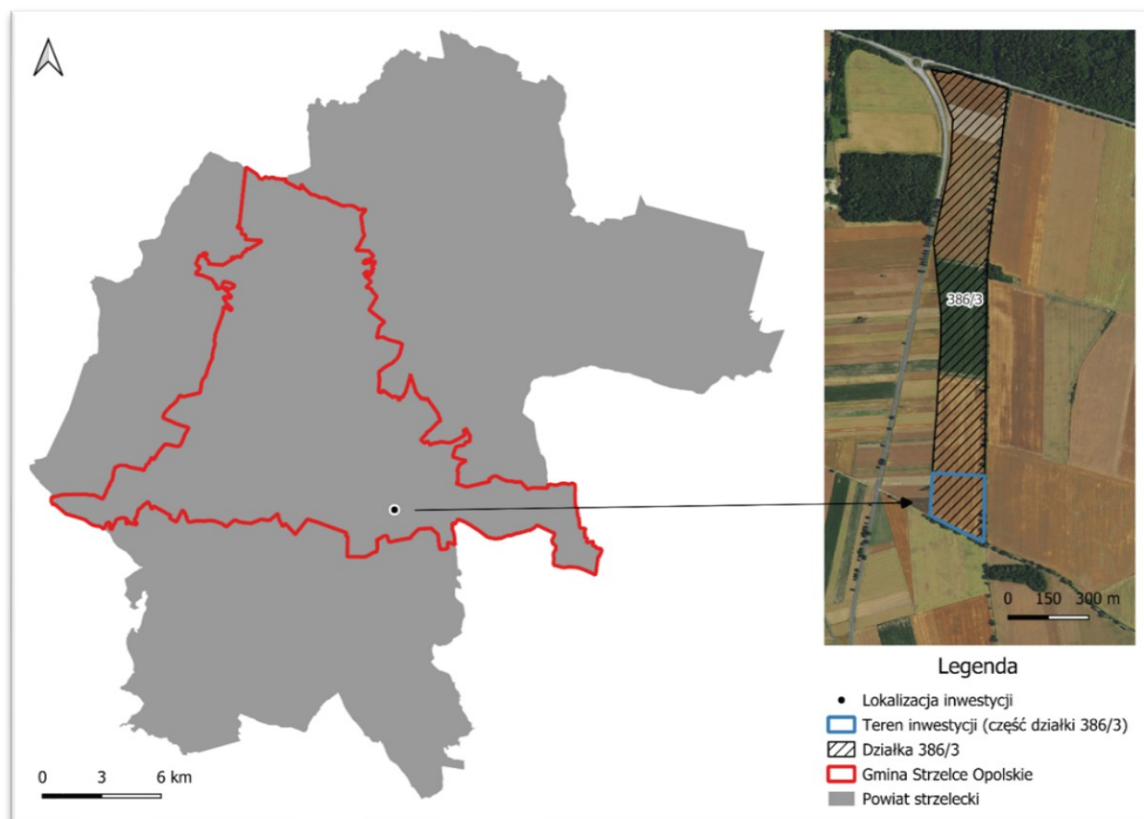 386/3
0 150 300 m
Legenda
Lokalizacja inwestycji
Teren inwestycji (część działki 386/3)
Działka 386/3
Gmina Strzelce Opolskie
Powiat strzelecki
0 3 6 km